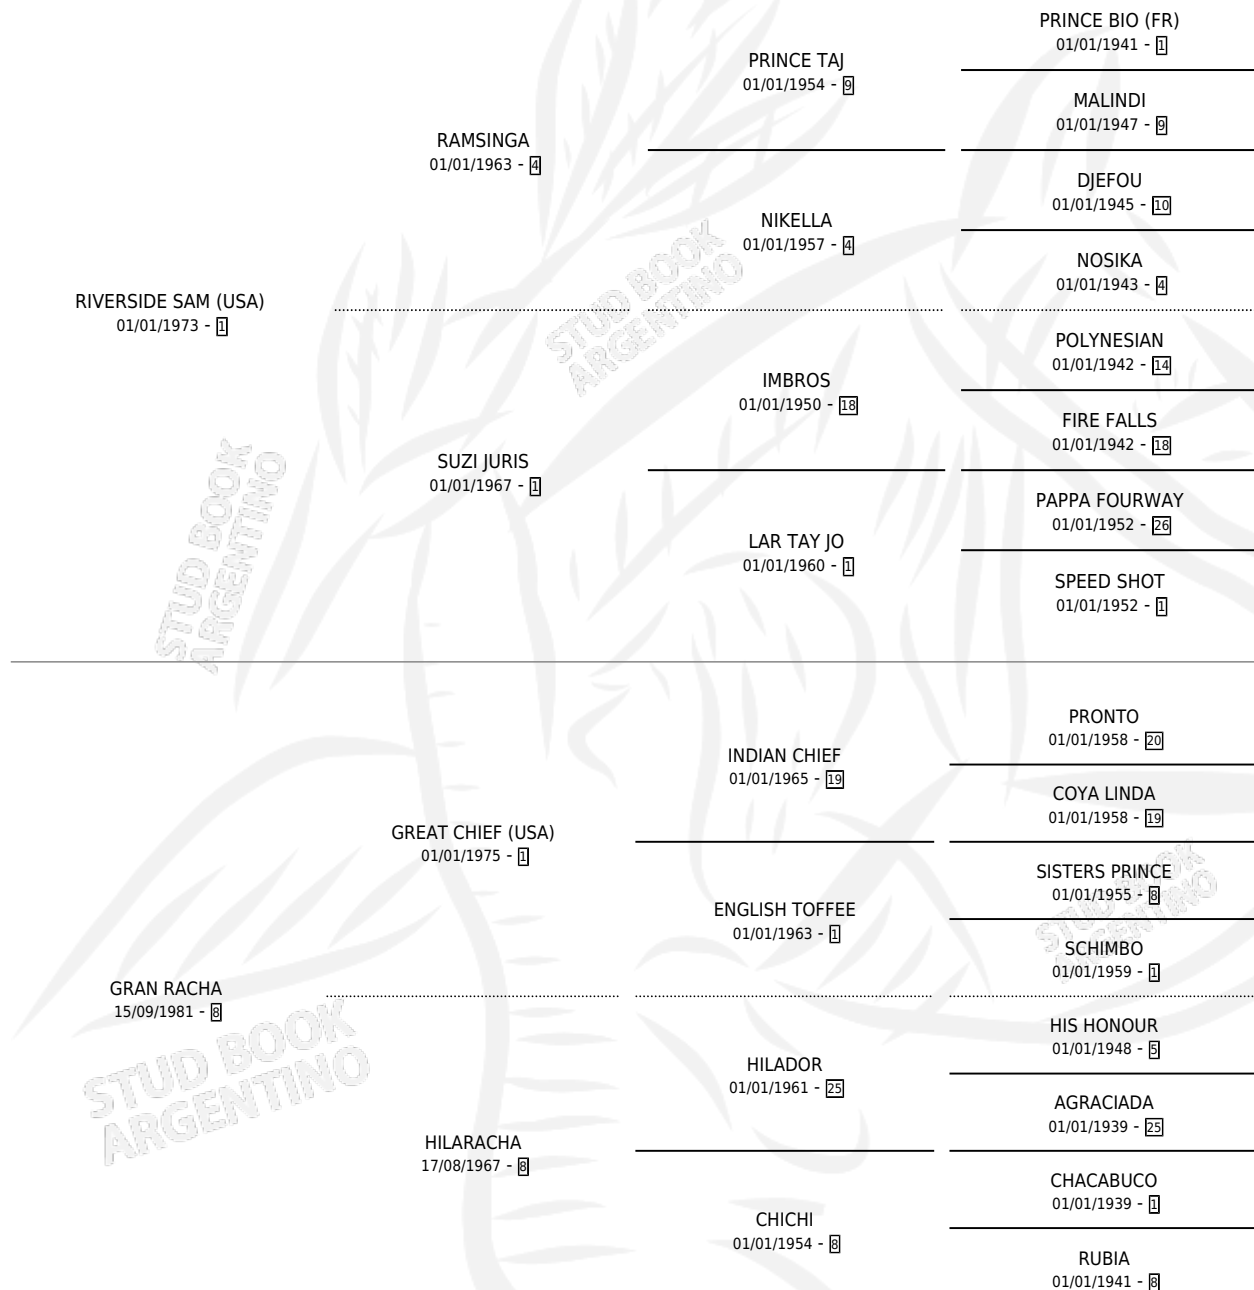 PRINCE BIO (FR)
01/01/1941 - 1
PRINCE TAJ
01/01/1954 - 9
MALINDI
01/01/1947 - 9
RAMSINGA
01/01/1963 - 4
DJEFOU
01/01/1945 - 10
NIKELLA
01/01/1957 - 4
NOSIKA
01/01/1943 - 4
RIVERSIDE SAM (USA)
01/01/1973 - 1
POLYNESIAN
01/01/1942 - 14
IMBROS
01/01/1950 - 18
FIRE FALLS
01/01/1942 - 18
SUZI JURIS
01/01/1967 - 1
PAPPA FOURWAY
01/01/1952 - 26
LAR TAY JO
01/01/1960 - 1
SPEED SHOT
01/01/1952 - 1
PRONTO
01/01/1958 - 20
INDIAN CHIEF
01/01/1965 - 19
COYA LINDA
01/01/1958 - 19
GREAT CHIEF (USA)
01/01/1975 - 1
SISTERS PRINCE
01/01/1955 - 8
ENGLISH TOFFEE
01/01/1963 - 1
SCHIMBO
01/01/1959 - 1
GRAN RACHA
15/09/1981 - 8
HIS HONOUR
01/01/1948 - 5
HILADOR
01/01/1961 - 25
AGRACIADA
01/01/1939 - 25
HILARACHA
17/08/1967 - 8
CHACABUCO
01/01/1939 - 1
CHICHI
01/01/1954 - 8
RUBIA
01/01/1941 - 8
STUD BOOK
ARGENTINO
STUD BOOK
ARGENTINO
STUD BOOK
ARGENTINO
STUD BOOK
ARGENTINO